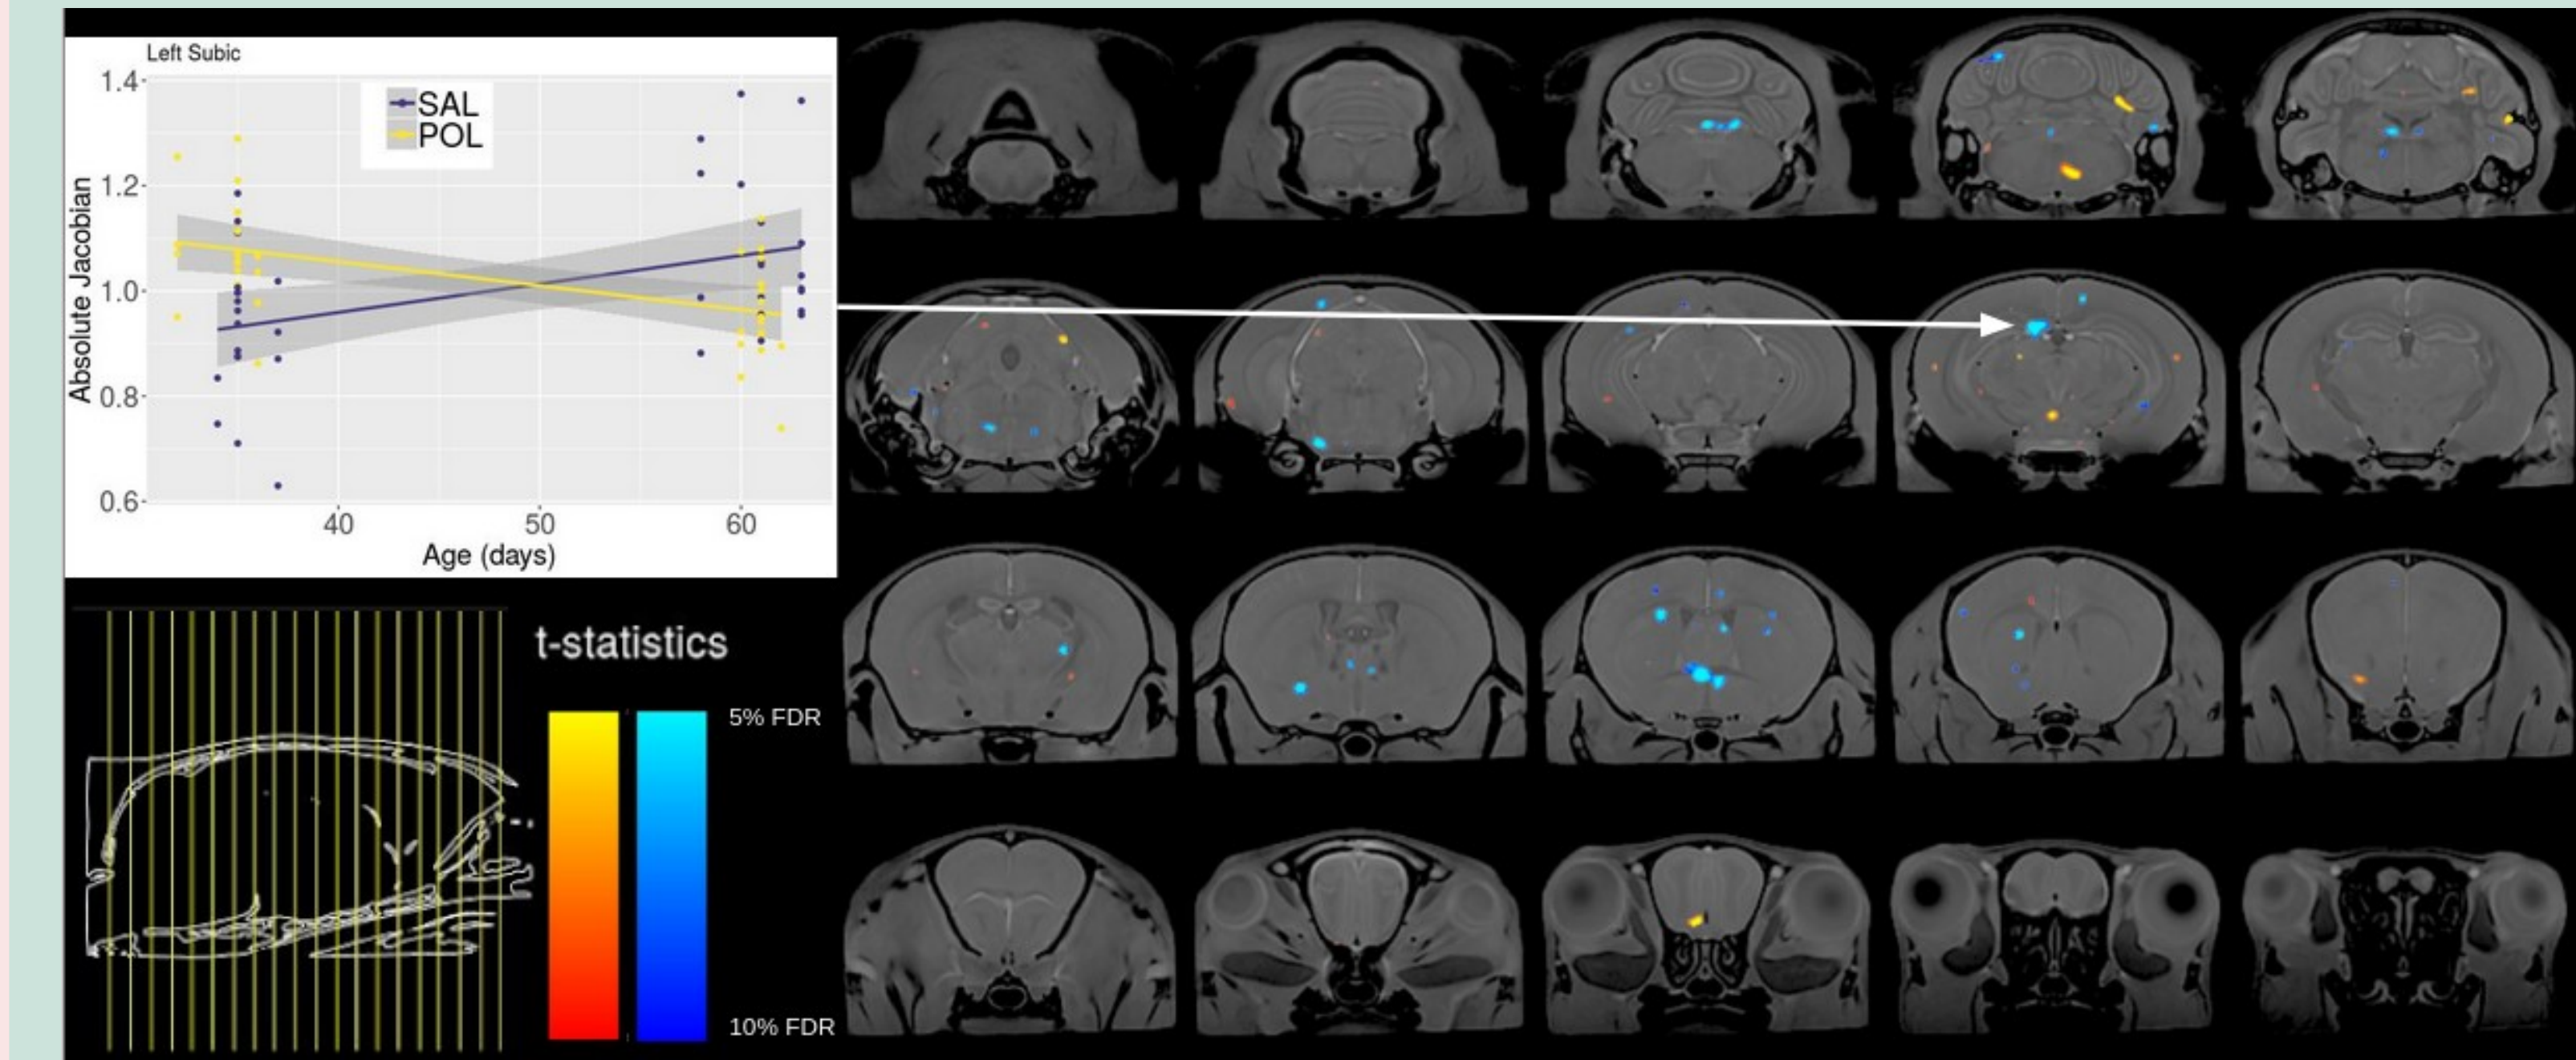 Left Subic
SAL
POL
Absolute Jacobian
1.4
1.2
1.0
0.8
0.6
40 50 60
Age (days)
t-statistics
5% FDR
10% FDR